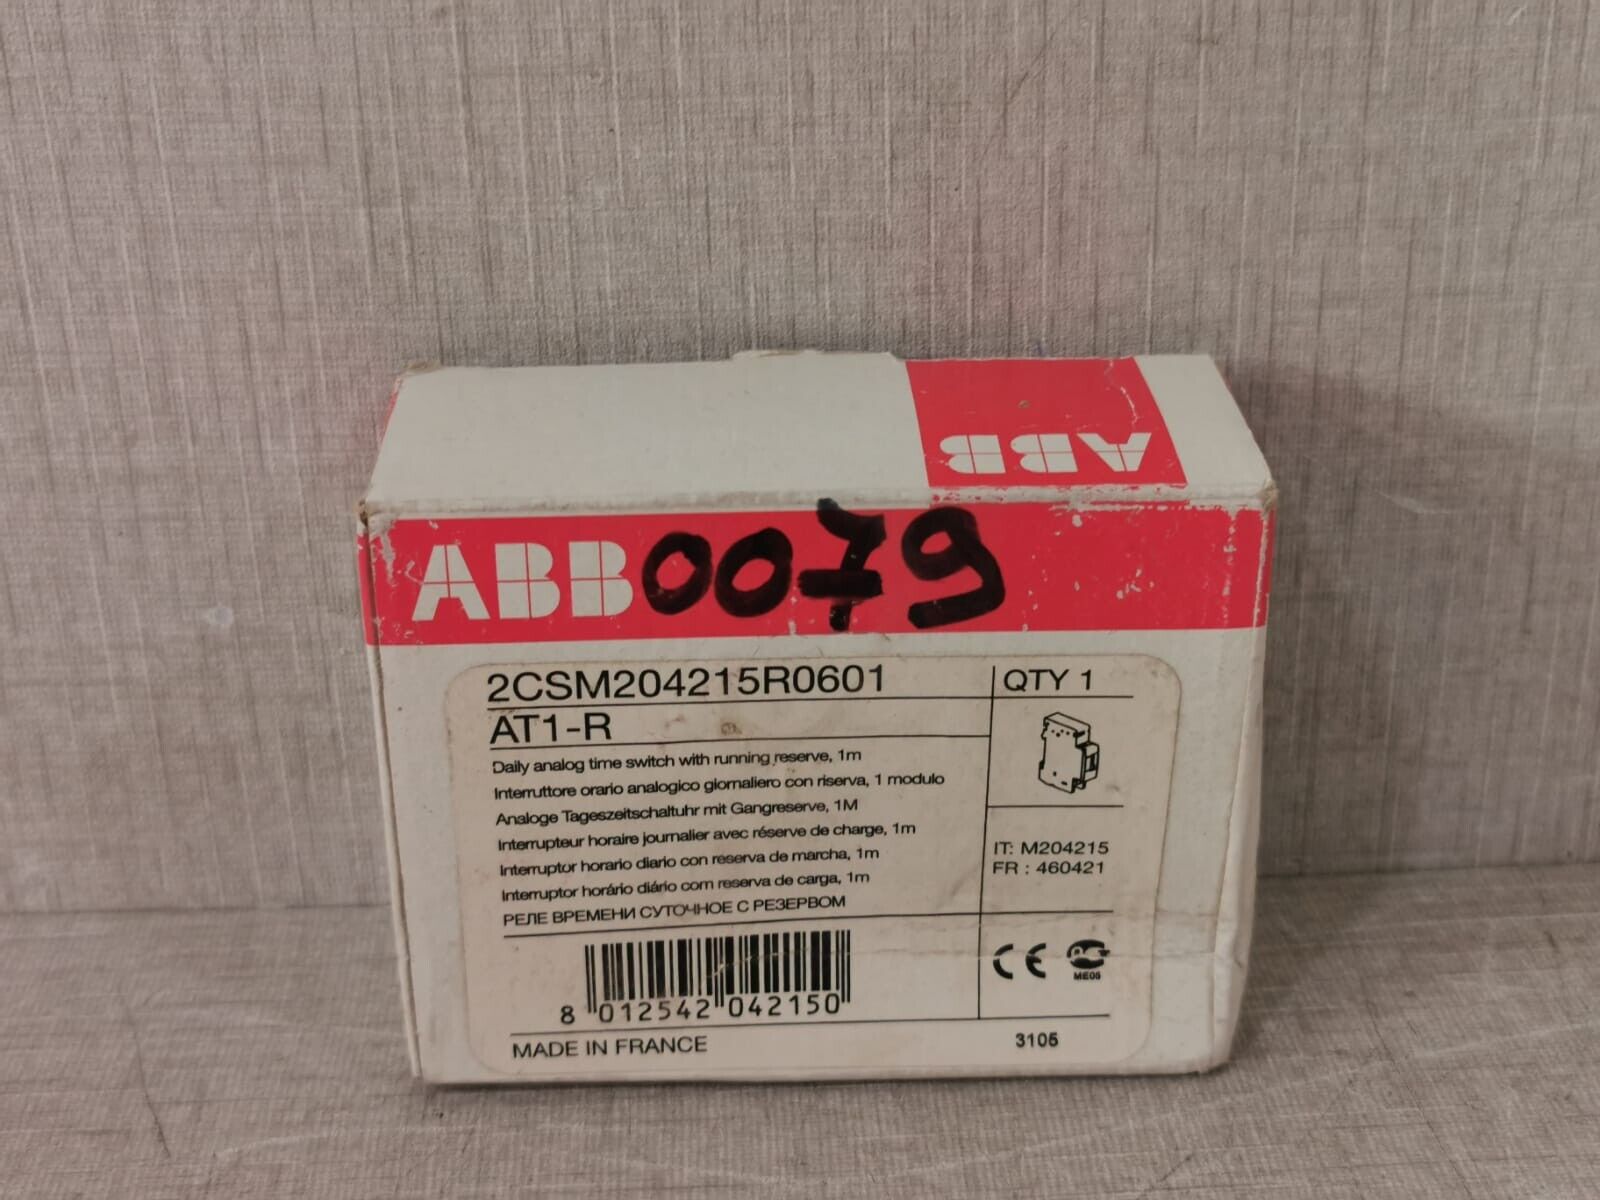 ABB
ABB 0079
2CSM204215R0601
QTY 1
AT1-R
Daily analog time switch with running reserve, 1m
Interruttore orario analogico giornaliero con riserva, 1 modulo
Analoge Tageszeitschaltuhr mit Gangreserve, 1M
Interrupteur horaire journalier avec réserve de charge, 1m
Interruptor horario diario con reserva de marcha, 1m
Interruptor horário diário com reserva de carga, 1m
РЕЛЕ ВРЕМЕНИ СУТОЧНОЕ С РЕЗЕРВОМ
IT: M204215
FR : 460421
CE
ME06
8 012542 042150
MADE IN FRANCE
3105